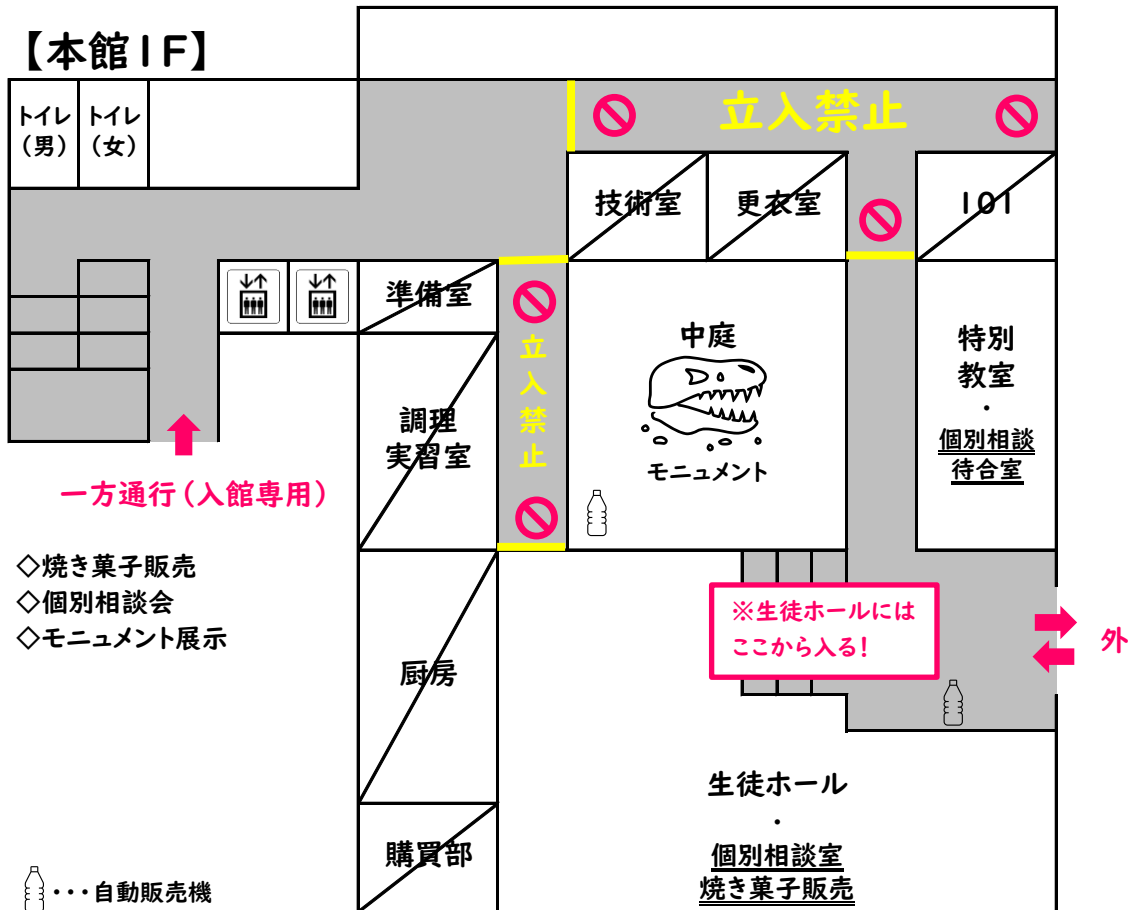 【本館1F】
トイレ
(男)
トイレ
(女)
立入禁止
技術室
更衣室
101
準備室
立
入
禁
止
中庭
モニュメント
特別
教室
・
個別相談
待合室
調理
実習室
一方通行(入館専用)
◇焼き菓子販売
◇個別相談会
◇モニュメント展示
※生徒ホールには
ここから入る!
外
厨房
生徒ホール
・
個別相談室
焼き菓子販売
購買部
・・・自動販売機